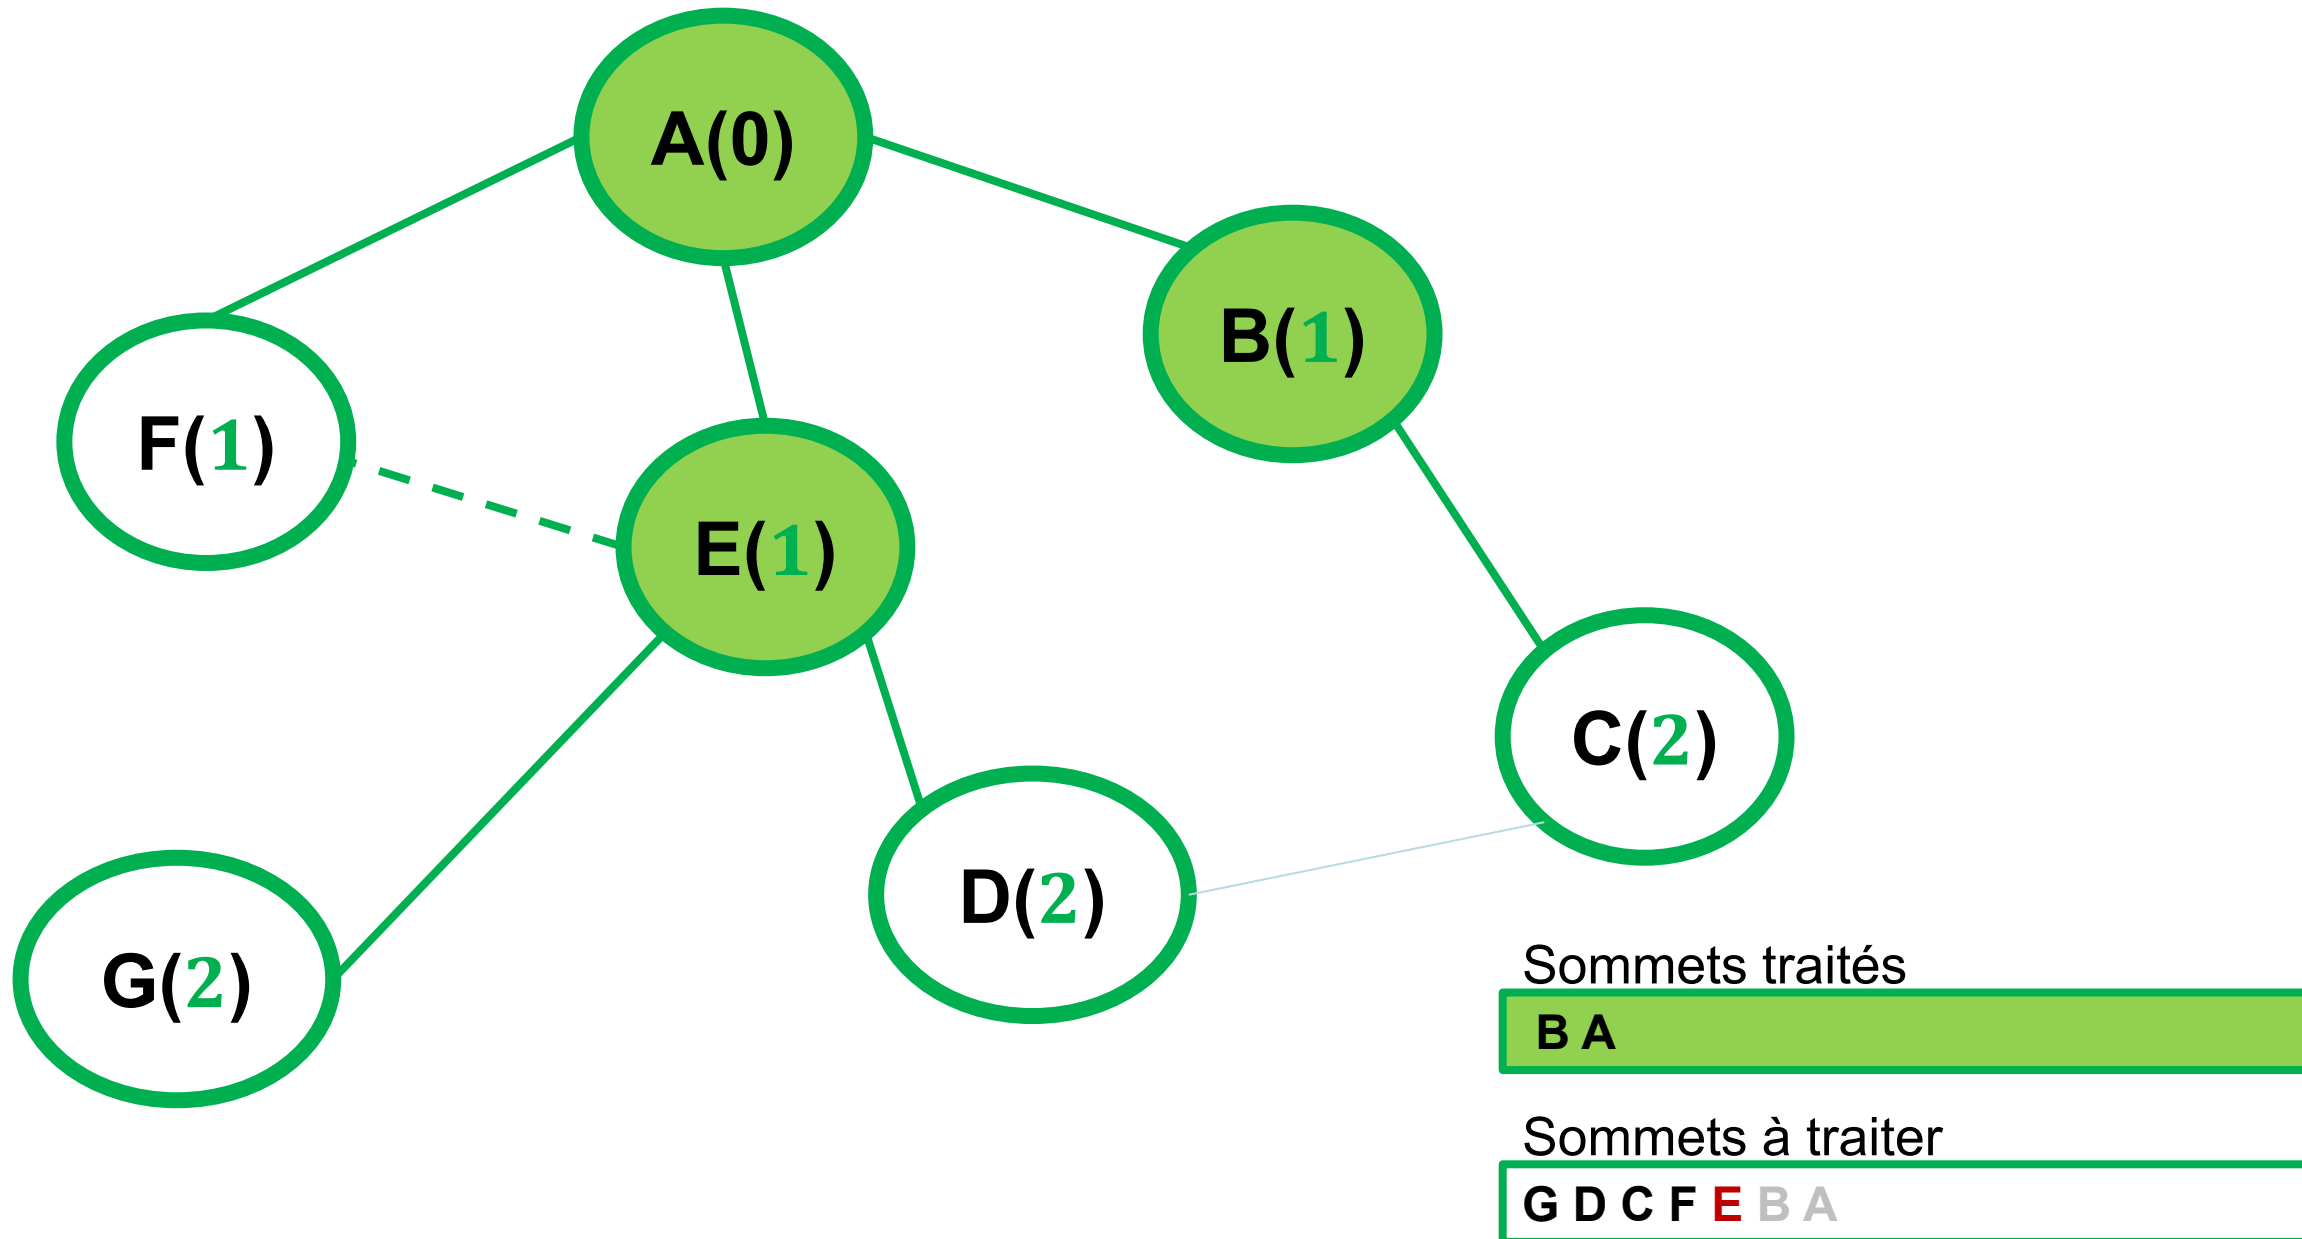 A(0)
B(1)
F(1)
E(1)
C(2)
D(2)
G(2)
Sommets traités
B A
Sommets à traiter
G D C F E B A